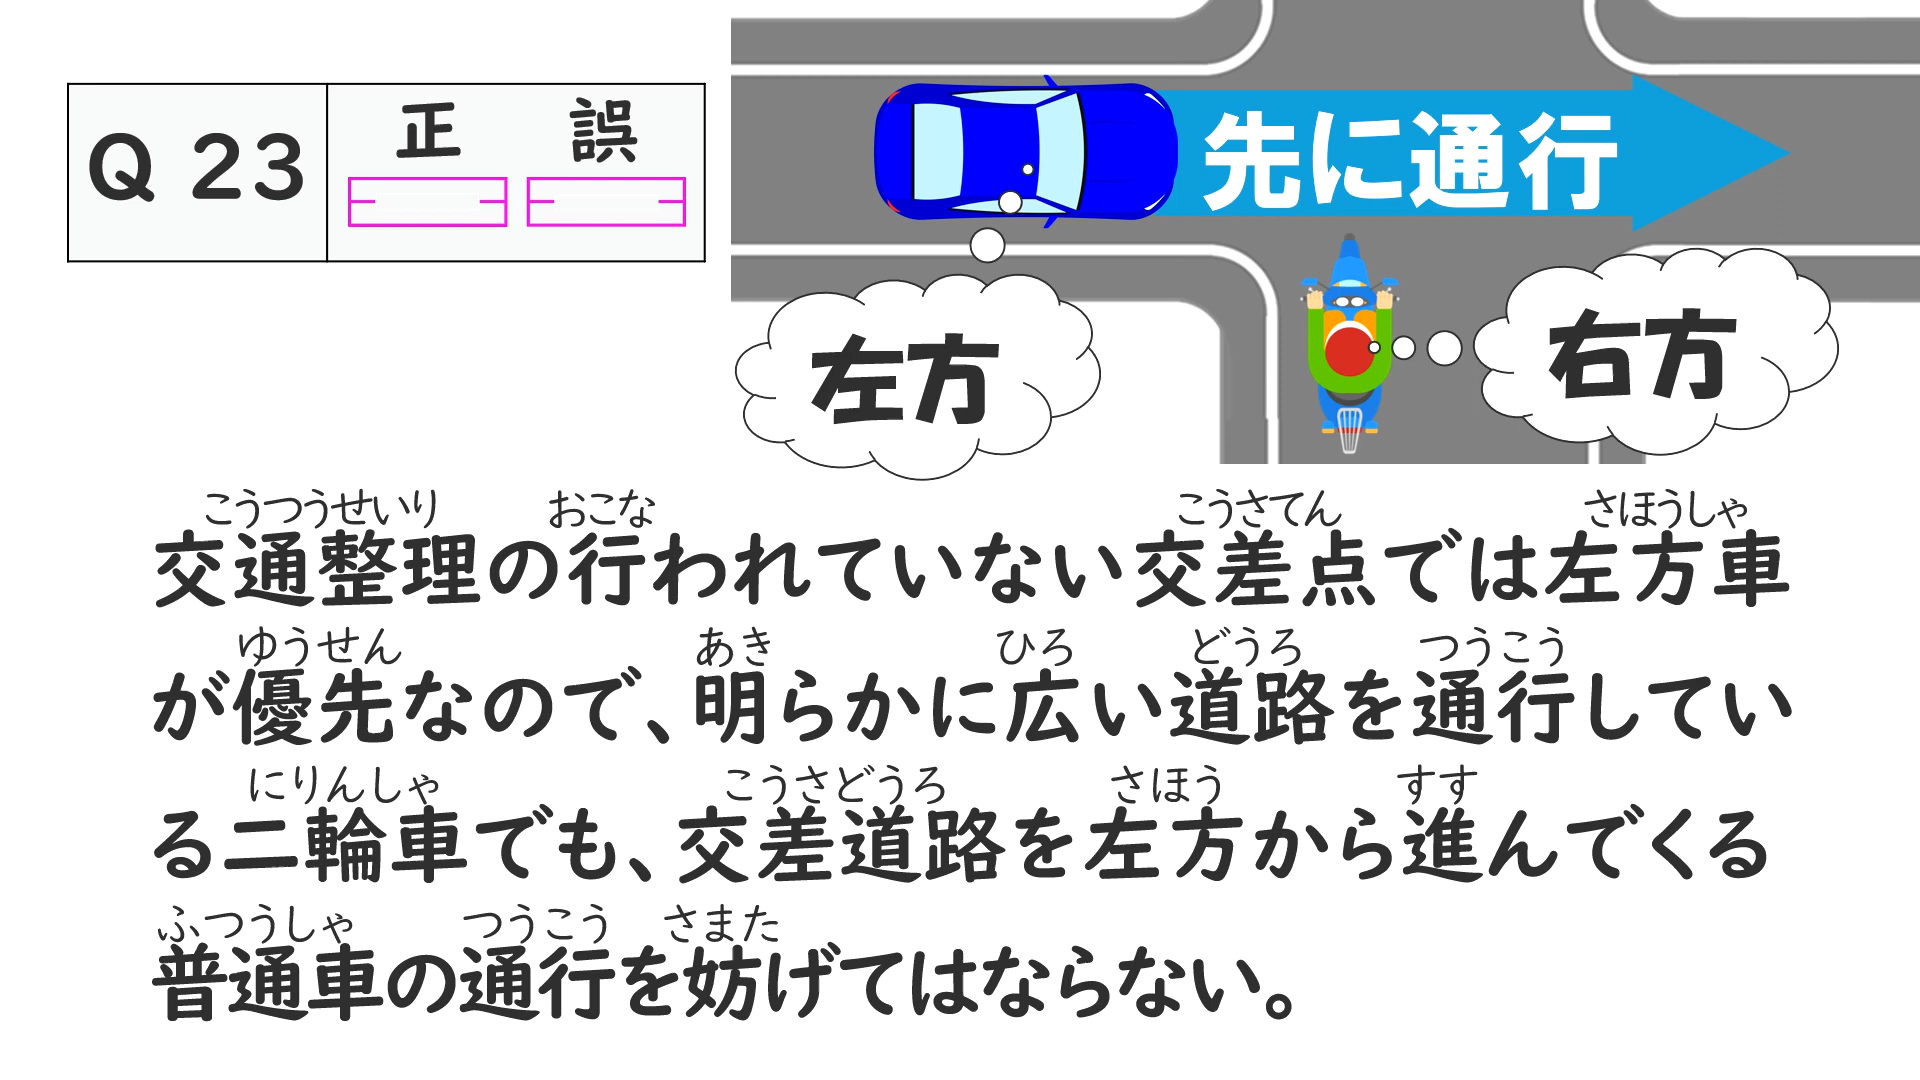 Q 23
正 誤
先に通行
左方
右方
こうつうせいり おこな こうさてん さほうしゃ
交通整理の行われていない交差点では左方車
ゆうせん あき ひろ どうろ つうこう
が優先なので、明らかに広い道路を通行してい
にりんしゃ こうさどうろ さほう すす
る二輪車でも、交差道路を左方から進んでくる
ふつうしゃ つうこう さまた
普通車の通行を妨げてはならない。